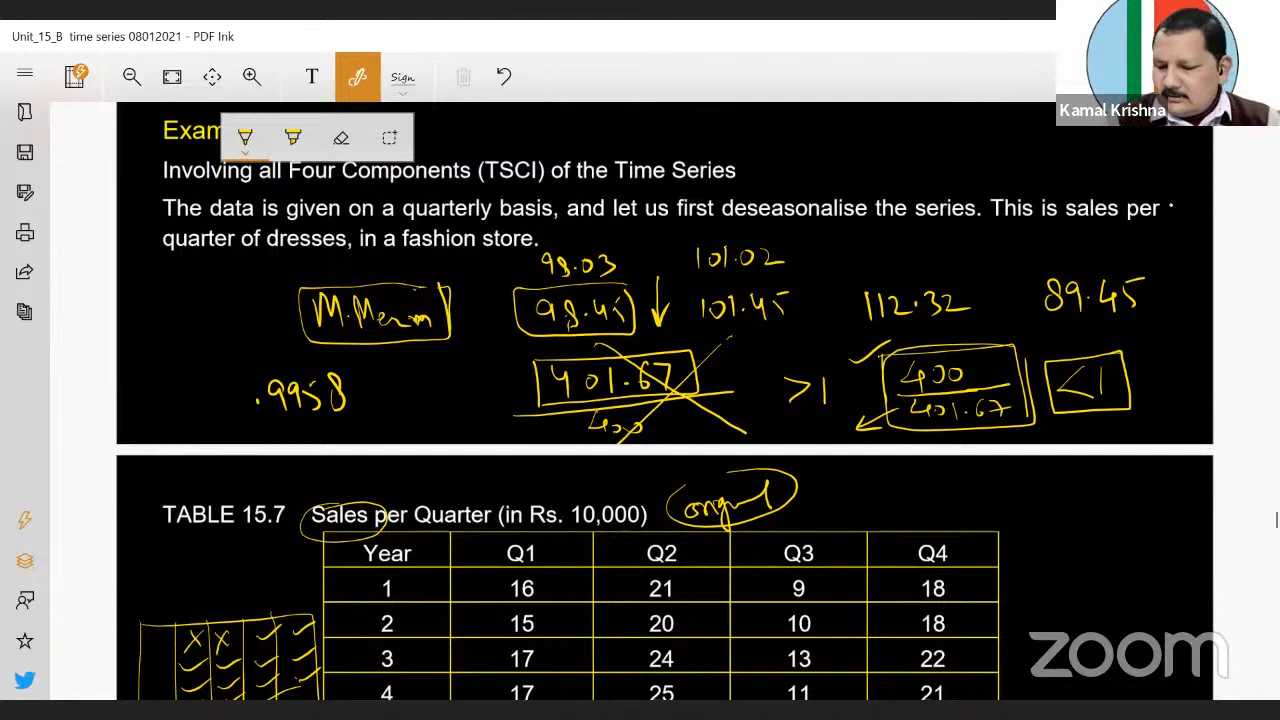 Unit_15_B time series 08012021 - PDF Ink
T
Sign
Kamal Krishna
Exam
Involving all Four Components (TSCI) of the Time Series
The data is given on a quarterly basis, and let us first deseasonalise the series. This is sales per
quarter of dresses, in a fashion store.
98.03 101.02
98.45 101.45 112.32 89.45
.9958 401.67 >1 400 <1
400 401.67
TABLE 15.7 Sales per Quarter (in Rs. 10,000)
Year Q1 Q2 Q3 Q4
1 16 21 9 18
2 15 20 10 18
3 17 24 13 22
4 17 25 11 21
zoom